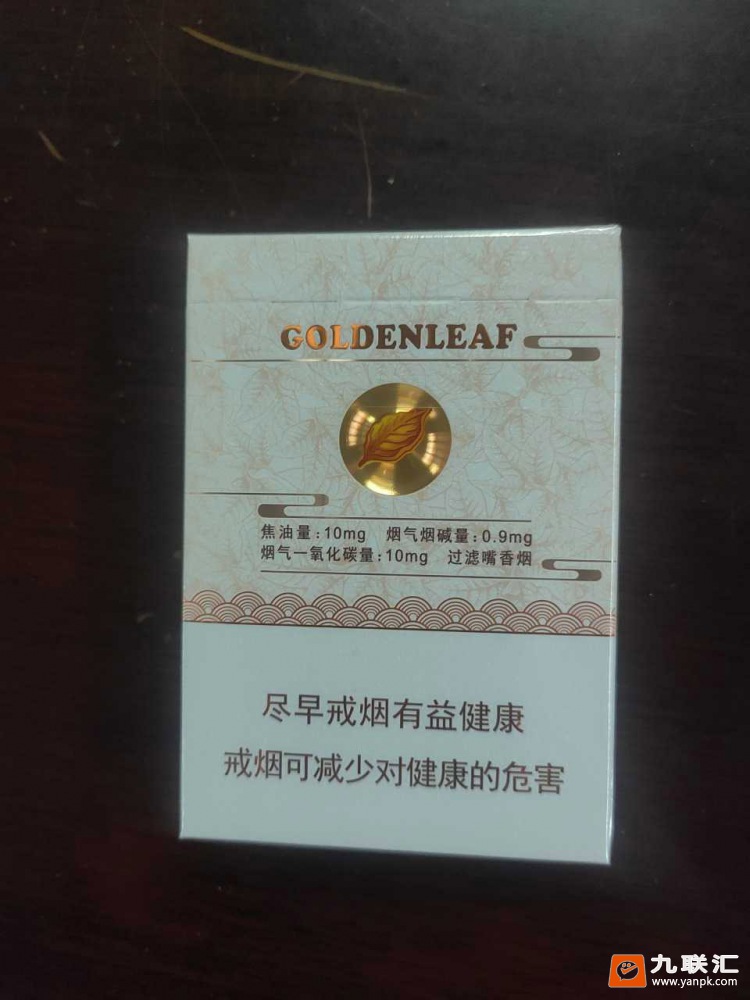 GOLDENLEAF
焦油量:10mg 烟气烟碱量:0.9mg
烟气一氧化碳量:10mg 过滤嘴香烟
尽早戒烟有益健康
戒烟可减少对健康的危害
九联汇
www.yanpk.com